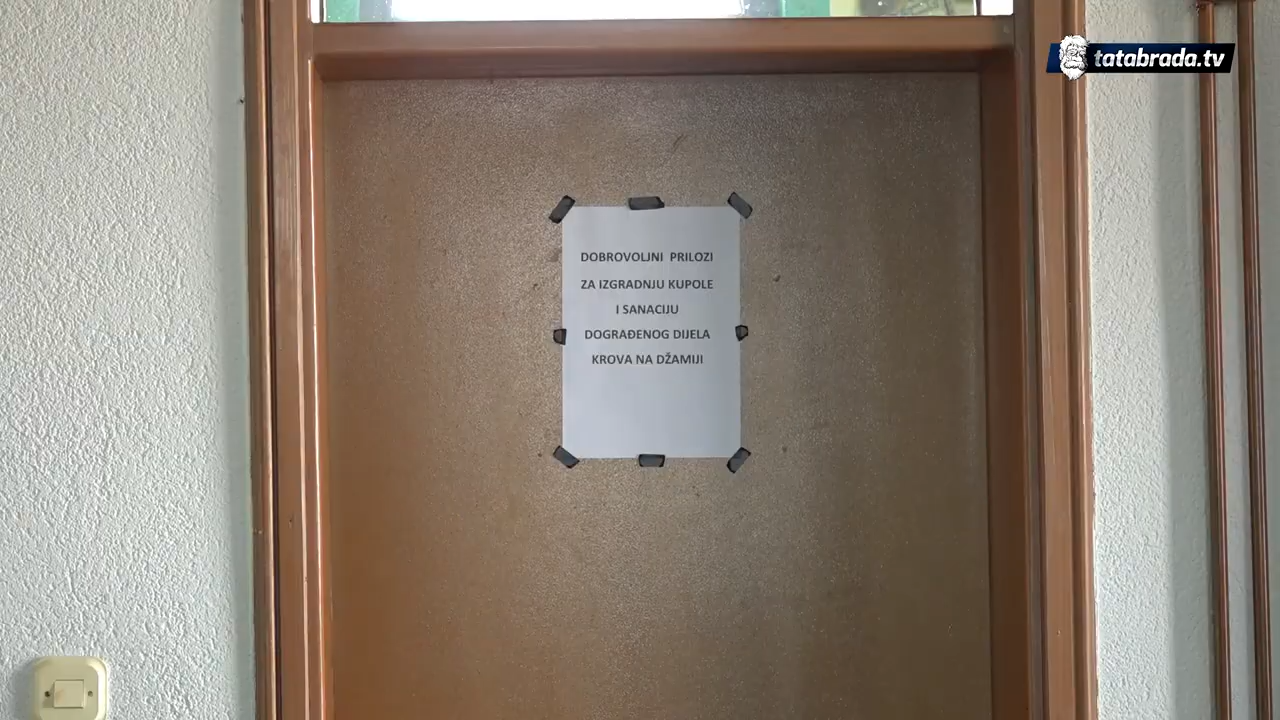 tatabrada.tv
DOBROVOLJNI PRILOZI
ZA IZGRADNJU KUPOLE
I SANACIJU
DOGRAĐENOG DIJELA
KROVA NA DŽAMIJI